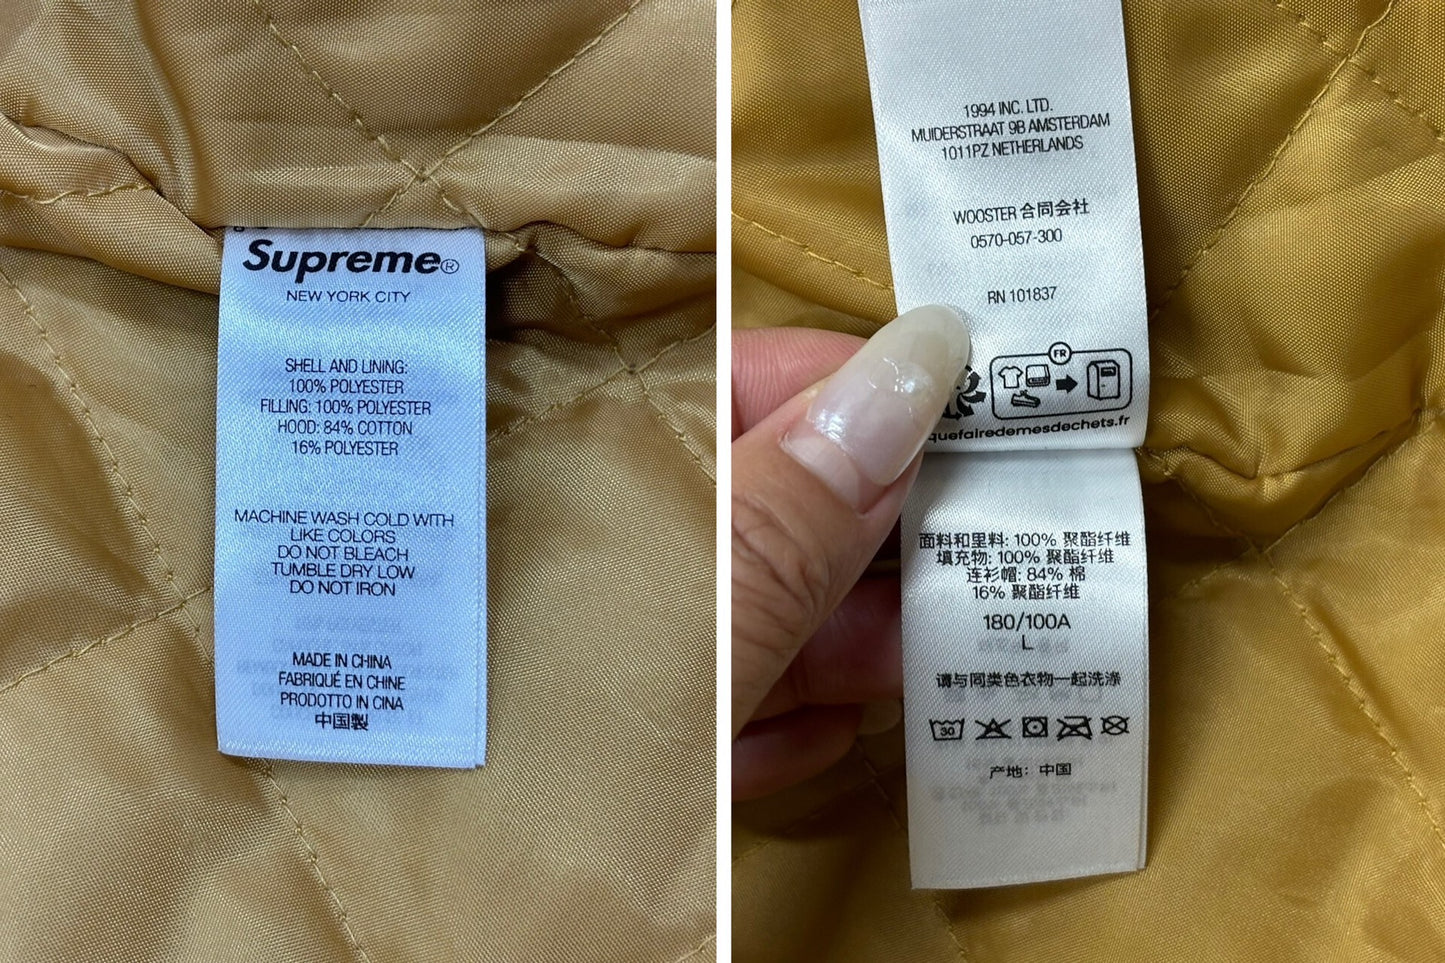 Supreme®
NEW YORK CITY
SHELL AND LINING:
100% POLYESTER
FILLING: 100% POLYESTER
HOOD: 84% COTTON
16% POLYESTER
MACHINE WASH COLD WITH
LIKE COLORS
DO NOT BLEACH
TUMBLE DRY LOW
DO NOT IRON
MADE IN CHINA
FABRIQUÉ EN CHINE
PRODOTTO IN CINA
中国製
1994 INC. LTD.
MUIDERSTRAAT 9B AMSTERDAM
1011PZ NETHERLANDS
WOOSTER 合同会社
0570-057-300
RN 101837
FR
quefairedemesdechets.fr
面料和里料: 100% 聚酯纤维
填充物: 100% 聚酯纤维
连衫帽: 84% 棉
16% 聚酯纤维
180/100A
L
请与同类色衣物一起洗涤
30
产地: 中国